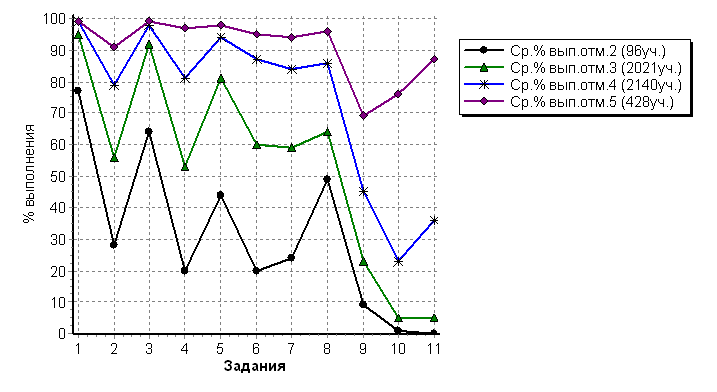 100
90
80
70
60
50
40
30
20
10
0
% выполнения
1 2 3 4 5 6 7 8 9 10 11
Задания
Ср.% вып.отм.2 (96уч.)
Ср.% вып.отм.3 (2021уч.)
Ср.% вып.отм.4 (2140уч.)
Ср.% вып.отм.5 (428уч.)